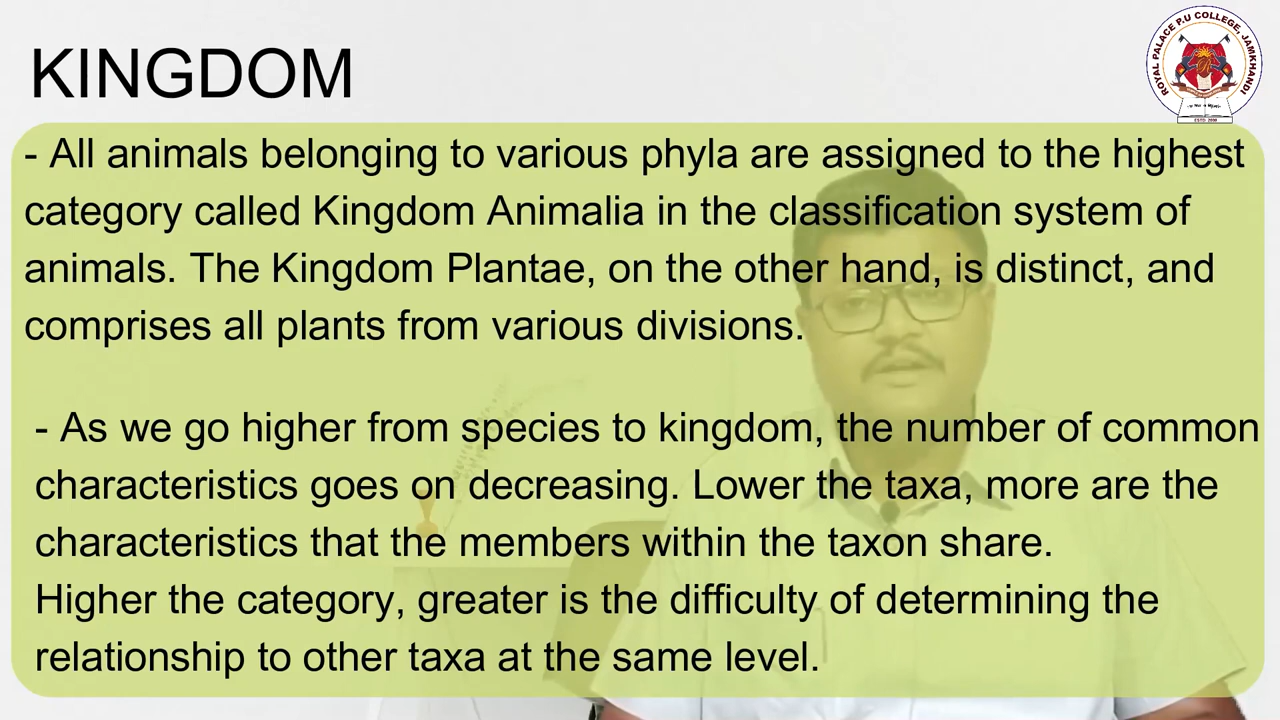 KINGDOM
ROYAL PALACE P.U COLLEGE, JAMKHANDI
ESTD. 2000
- All animals belonging to various phyla are assigned to the highest
category called Kingdom Animalia in the classification system of
animals. The Kingdom Plantae, on the other hand, is distinct, and
comprises all plants from various divisions.
- As we go higher from species to kingdom, the number of common
characteristics goes on decreasing. Lower the taxa, more are the
characteristics that the members within the taxon share.
Higher the category, greater is the difficulty of determining the
relationship to other taxa at the same level.